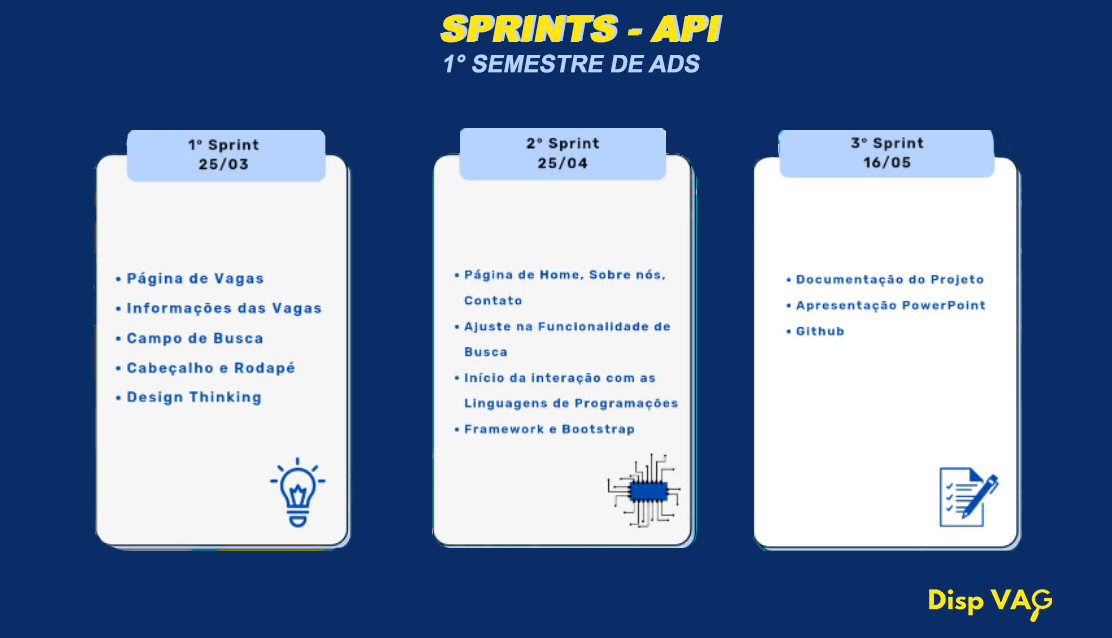 SPRINTS - API
1° SEMESTRE DE ADS
1° Sprint
25/03
• Página de Vagas
• Informações das Vagas
• Campo de Busca
• Cabeçalho e Rodapé
• Design Thinking
2° Sprint
25/04
• Página de Home, Sobre nós,
Contato
• Ajuste na Funcionalidade de
Busca
• Início da interação com as
Linguagens de Programações
• Framework e Bootstrap
3° Sprint
16/05
• Documentação do Projeto
• Apresentação PowerPoint
• Github
Disp VAG